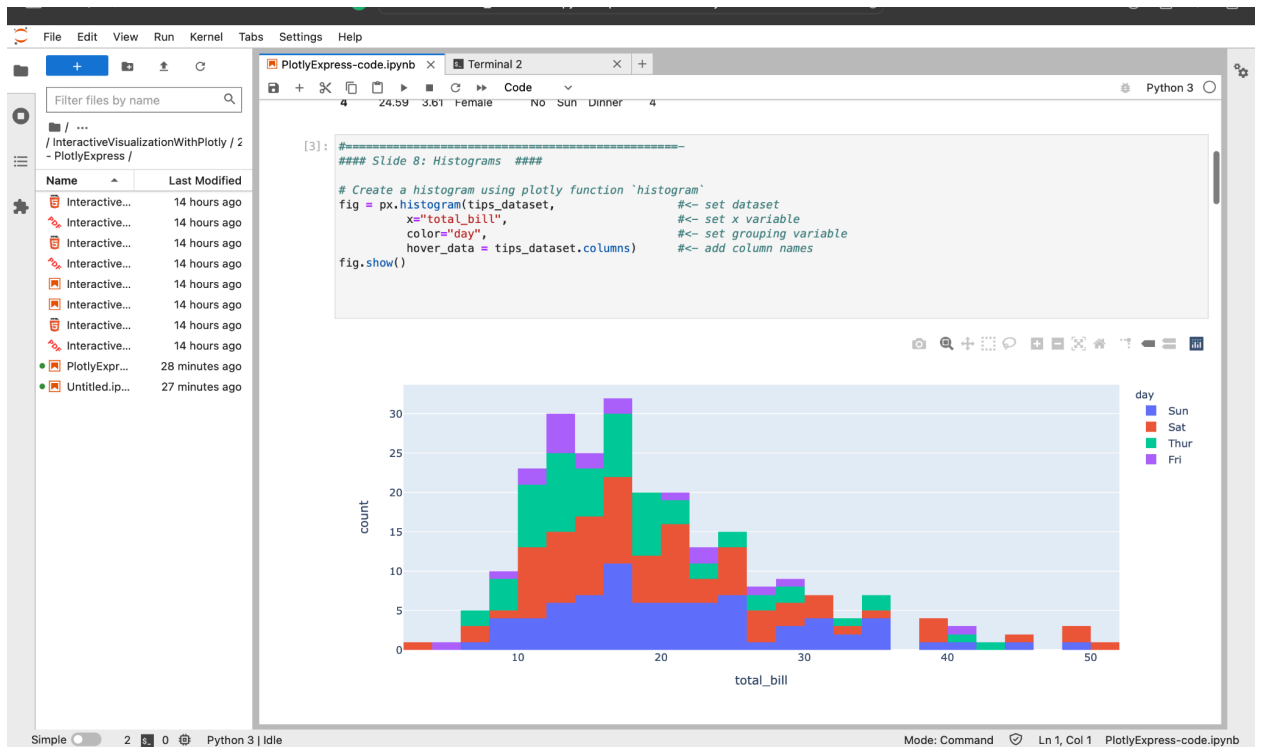 File Edit View Run Kernel Tabs Settings Help
PlotlyExpress-code.ipynb
Terminal 2
Filter files by name
/ ...
/ InteractiveVisualizationWithPlotly / 2
- PlotlyExpress /
Name Last Modified
Interactive... 14 hours ago
Interactive... 14 hours ago
Interactive... 14 hours ago
Interactive... 14 hours ago
Interactive... 14 hours ago
Interactive... 14 hours ago
Interactive... 14 hours ago
Interactive... 14 hours ago
PlotlyExpr... 28 minutes ago
Untitled.ip... 27 minutes ago
Code
Python 3
4 24.59 3.61 Female No Sun Dinner 4
[3]: #=================================================-
#### Slide 8: Histograms ####
# Create a histogram using plotly function `histogram`
fig = px.histogram(tips_dataset, #<- set dataset
x="total_bill", #<- set x variable
color="day", #<- set grouping variable
hover_data = tips_dataset.columns) #<- add column names
fig.show()
day
Sun
Sat
Thur
Fri
count
30
25
20
15
10
5
0
10 20 30 40 50
total_bill
Simple 2 0 Python 3 | Idle Mode: Command Ln 1, Col 1 PlotlyExpress-code.ipynb